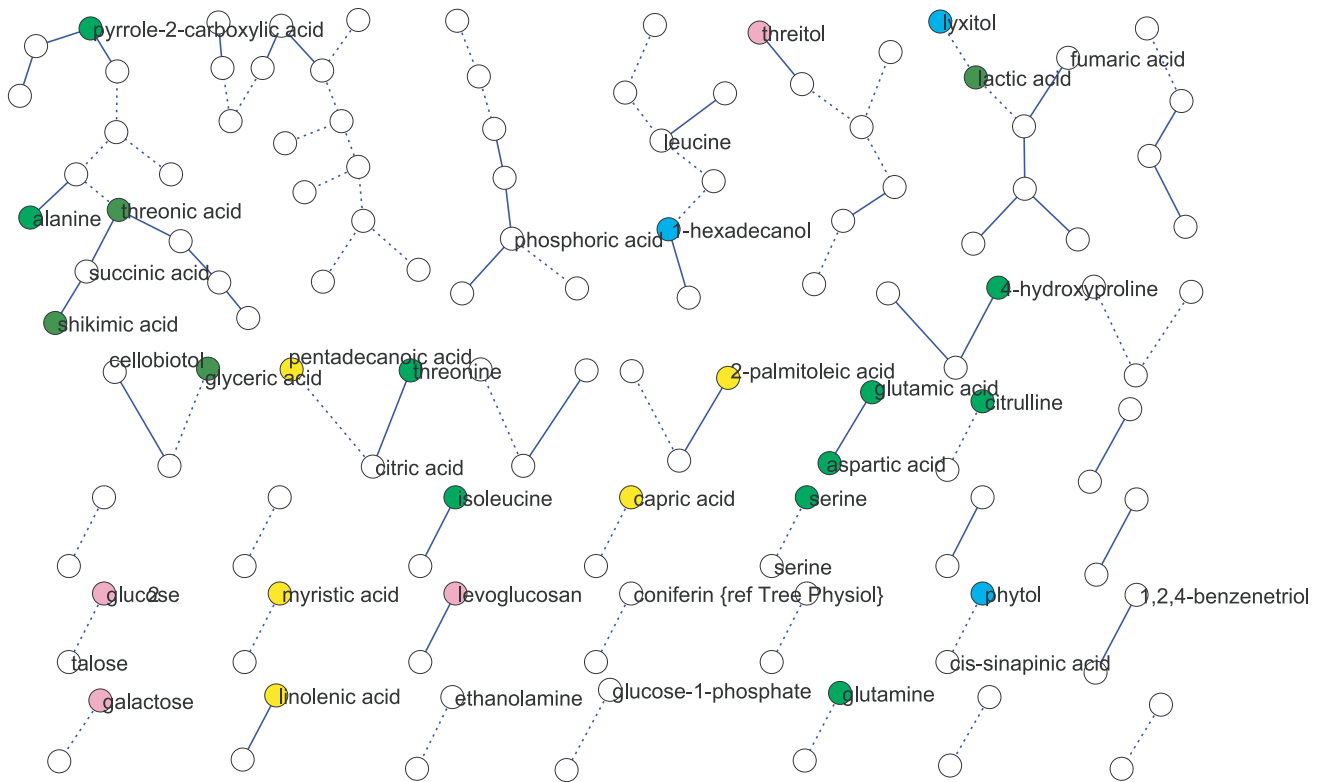 pyrrole-2-carboxylic acid
threitol
lyxitol
fumaric acid
lactic acid
leucine
alanine
threonic acid
phosphoric acid
1-hexadecanol
succinic acid
shikimic acid
4-hydroxyproline
cellobiotol
glyceric acid
pentadecanoic acid
threonine
2-palmitoleic acid
glutamic acid
citrulline
citric acid
aspartic acid
isoleucine
capric acid
serine
serine
myristic acid
levoglucosan
coniferin {ref Tree Physiol}
phytol
1,2,4-benzenetriol
talose
cis-sinapinic acid
galactose
linolenic acid
ethanolamine
glucose-1-phosphate
glutamine